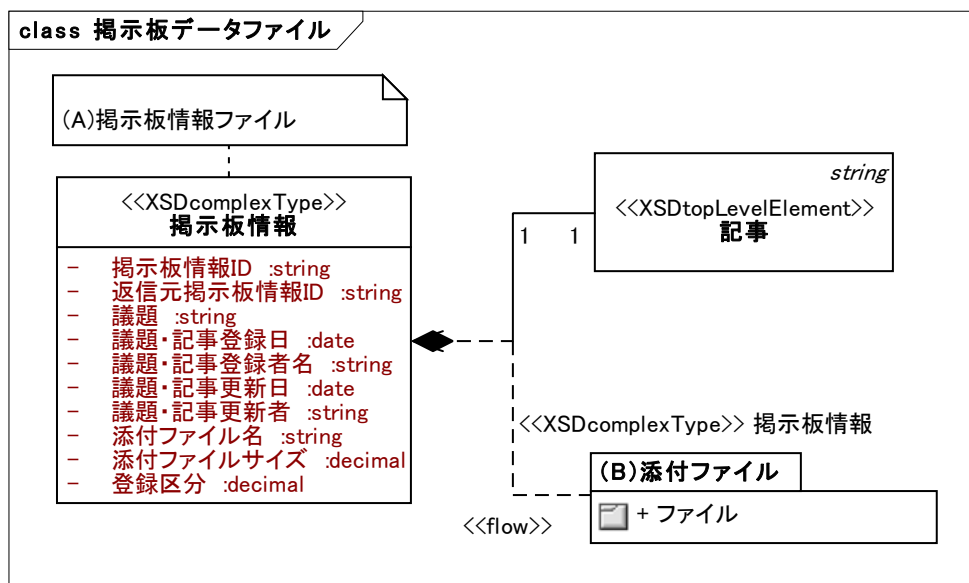 class 掲示板データファイル
(A)掲示板情報ファイル
<<XSDcomplexType>>
掲示板情報
- 掲示板情報ID :string
- 返信元掲示板情報ID :string
- 議題 :string
- 議題・記事登録日 :date
- 議題・記事登録者名 :string
- 議題・記事更新日 :date
- 議題・記事更新者 :string
- 添付ファイル名 :string
- 添付ファイルサイズ :decimal
- 登録区分 :decimal
string
<<XSDtopLevelElement>>
記事
1 1
<<XSDcomplexType>> 掲示板情報
(B)添付ファイル
+ ファイル
<<flow>>